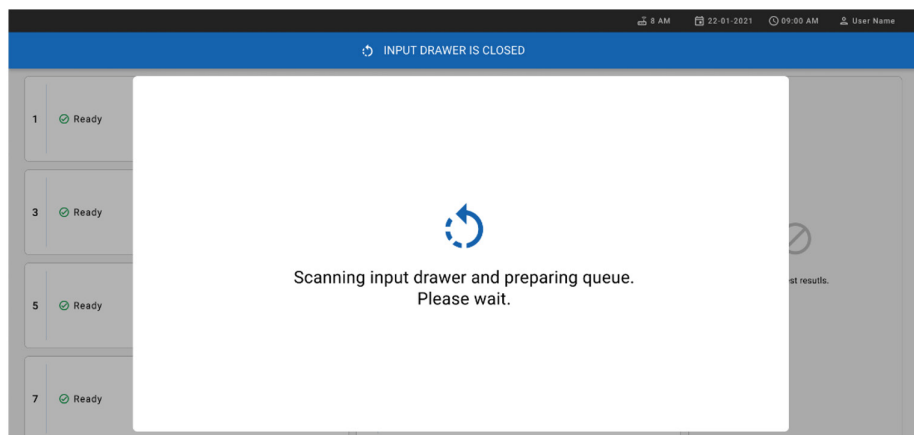 8 AM 22-01-2021 09:00 AM User Name
INPUT DRAWER IS CLOSED
1 Ready
3 Ready
Scanning input drawer and preparing queue.
Please wait.
st resutls.
5 Ready
7 Ready